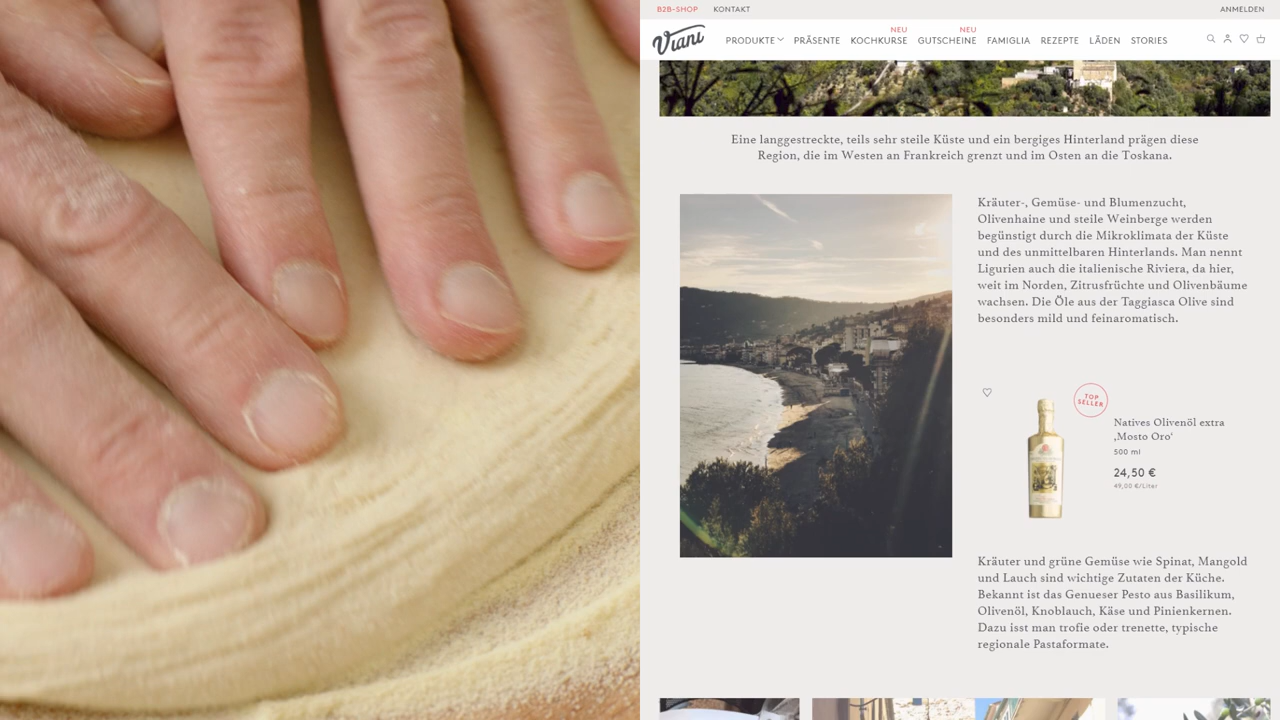 B2B-SHOP KONTAKT ANMELDEN
Viani
NEU NEU
PRODUKTE PRÄSENTE KOCHKURSE GUTSCHEINE FAMIGLIA REZEPTE LÄDEN STORIES
Eine langgestreckte, teils sehr steile Küste und ein bergiges Hinterland prägen diese
Region, die im Westen an Frankreich grenzt und im Osten an die Toskana.
Kräuter-, Gemüse- und Blumenzucht,
Olivenhaine und steile Weinberge werden
begünstigt durch die Mikroklimata der Küste
und des unmittelbaren Hinterlands. Man nennt
Ligurien auch die italienische Riviera, da hier,
weit im Norden, Zitrusfrüchte und Olivenbäume
wachsen. Die Öle aus der Taggiasca Olive sind
besonders mild und feinaromatisch.
TOP
SELLER
Natives Olivenöl extra
‚Mosto Oro‘
500 ml
24,50 €
49,00 €/Liter
Kräuter und grüne Gemüse wie Spinat, Mangold
und Lauch sind wichtige Zutaten der Küche.
Bekannt ist das Genueser Pesto aus Basilikum,
Olivenöl, Knoblauch, Käse und Pinienkernen.
Dazu isst man trofie oder trenette, typische
regionale Pastaformate.